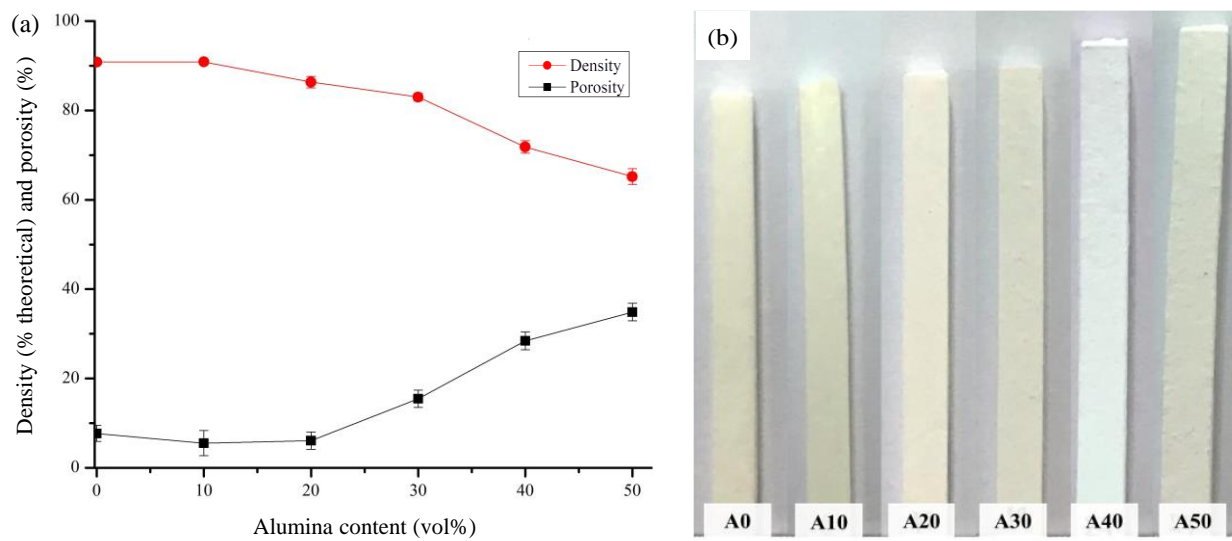 (a)
100
80
60
40
20
0
Density (% theoretical) and porosity (%)
Density
Porosity
0 10 20 30 40 50
Alumina content (vol%)
(b)
A0 A10 A20 A30 A40 A50